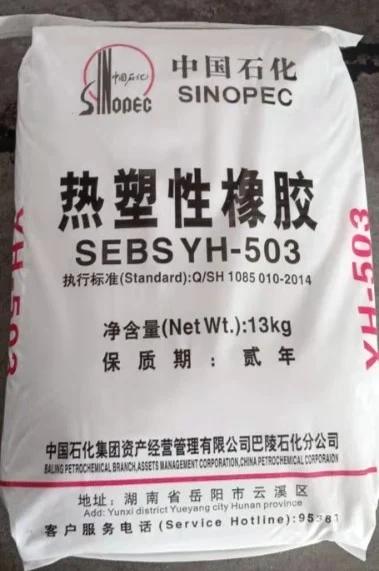 中国石化
SINOPEC
中国石化
SINOPEC
热塑性橡胶
SEBS YH-503
执行标准(Standard):Q/SH 1085 010-2014
净含量(Net Wt.):13kg
保质期：贰年
YH-503
YH-503
中国石化集团资产经营管理有限公司巴陵石化分公司
BALING PETROCHEMICAL BRANCH,ASSETS MANAGEMENT CORPORATION,CHINA PETROCHEMICAL CORPORAION
地址：湖南省岳阳市云溪区
Add: Yunxi district Yueyang city Hunan province
客户服务电话(Service Hotline):95388